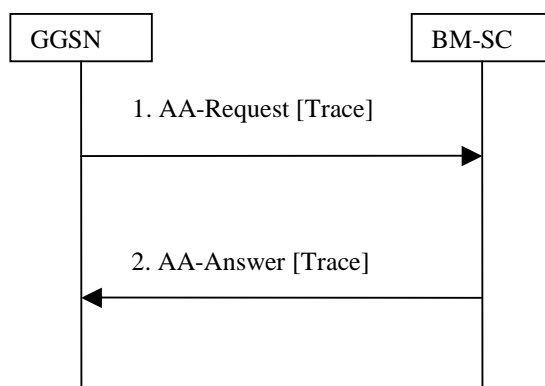 GGSN
BM-SC
1. AA-Request [Trace]
2. AA-Answer [Trace]